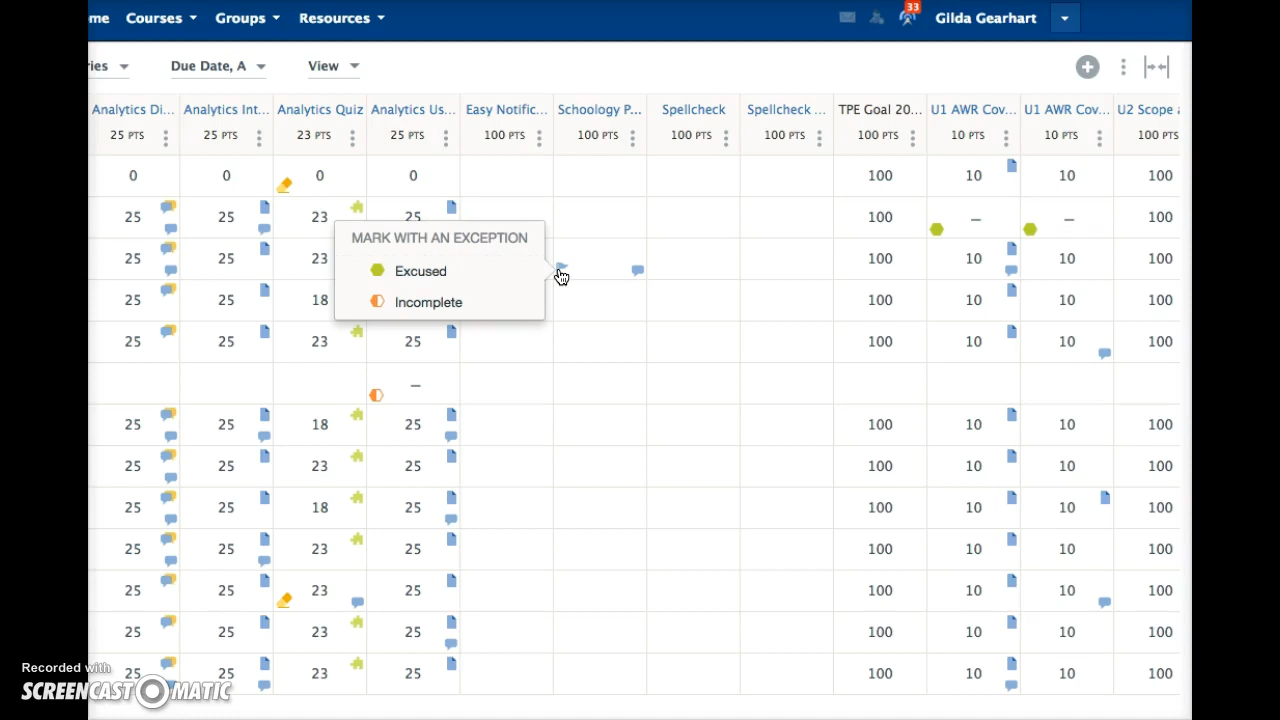 ome Courses Groups Resources 33 Gilda Gearhart
ries Due Date, A View
Analytics Di... Analytics Int... Analytics Quiz Analytics Us... Easy Notific... Schoology P... Spellcheck Spellcheck ... TPE Goal 20... U1 AWR Cov... U1 AWR Cov... U2 Scope a
25 PTS 25 PTS 23 PTS 25 PTS 100 PTS 100 PTS 100 PTS 100 PTS 100 PTS 10 PTS 10 PTS 100 PTS
0 0 0 0 100 10 10 100
25 25 23 25 100 – – 100
MARK WITH AN EXCEPTION
25 25 23 100 10 10 100
Excused
25 25 18 100 10 10 100
Incomplete
25 25 23 25 100 10 10 100
–
25 25 18 25 100 10 10 100
25 25 23 25 100 10 10 100
25 25 18 25 100 10 10 100
25 25 23 25 100 10 10 100
25 25 23 25 100 10 10 100
25 25 23 25 100 10 10 100
25 25 23 25 100 10 10 100
Recorded with
SCREENCAST O MATIC